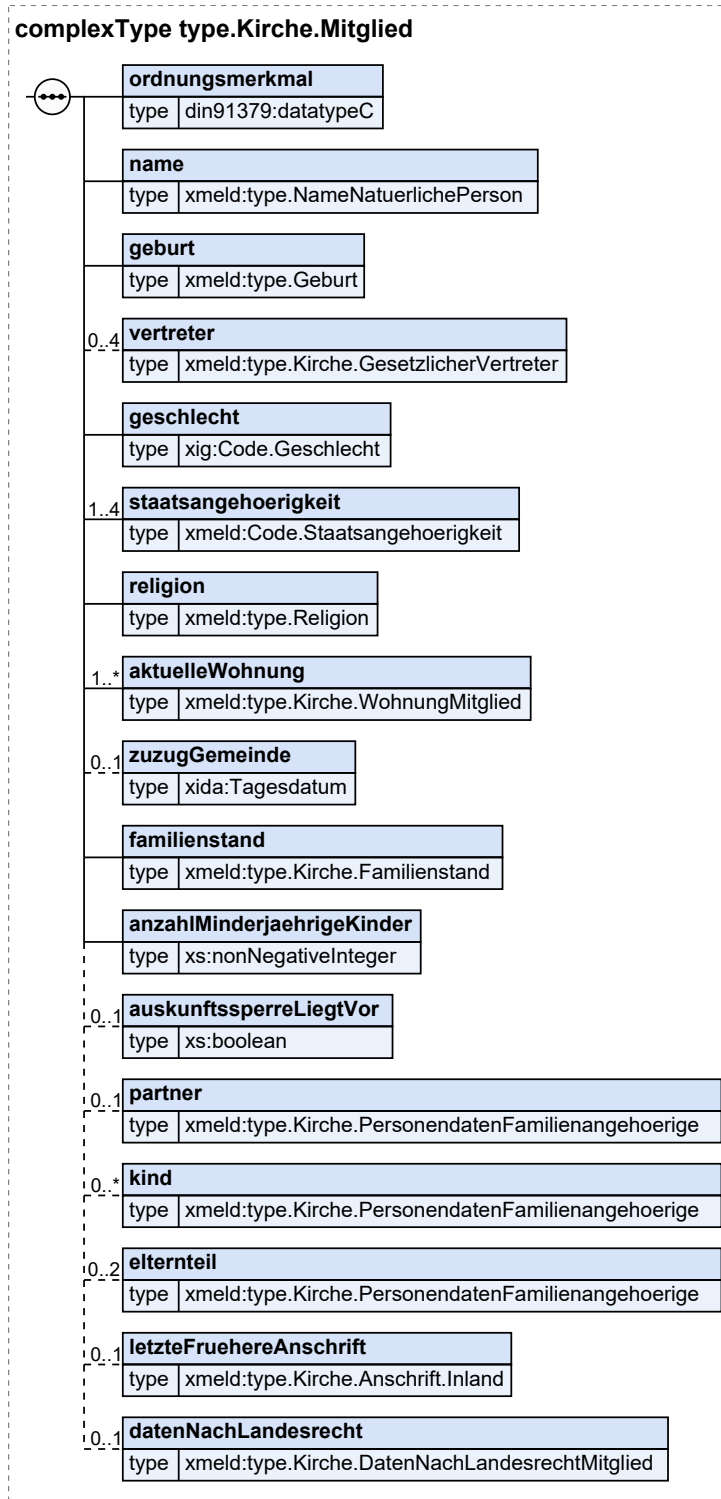 complexType type.Kirche.Mitglied
ordnungsmerkmal
type din91379:datatypeC
name
type xmeld:type.NameNatuerlichePerson
geburt
type xmeld:type.Geburt
0..4 vertreter
type xmeld:type.Kirche.GesetzlicherVertreter
geschlecht
type xig:Code.Geschlecht
1..4 staatsangehoerigkeit
type xmeld:Code.Staatsangehoerigkeit
religion
type xmeld:type.Religion
1..* aktuelleWohnung
type xmeld:type.Kirche.WohnungMitglied
0..1 zuzugGemeinde
type xida:Tagesdatum
familienstand
type xmeld:type.Kirche.Familienstand
anzahlMinderjaehrigeKinder
type xs:nonNegativeInteger
0..1 auskunftssperreLiegtVor
type xs:boolean
0..1 partner
type xmeld:type.Kirche.PersonendatenFamilienangehoerige
0..* kind
type xmeld:type.Kirche.PersonendatenFamilienangehoerige
0..2 elternteil
type xmeld:type.Kirche.PersonendatenFamilienangehoerige
0..1 letzteFruehereAnschrift
type xmeld:type.Kirche.Anschrift.Inland
0..1 datenNachLandesrecht
type xmeld:type.Kirche.DatenNachLandesrechtMitglied